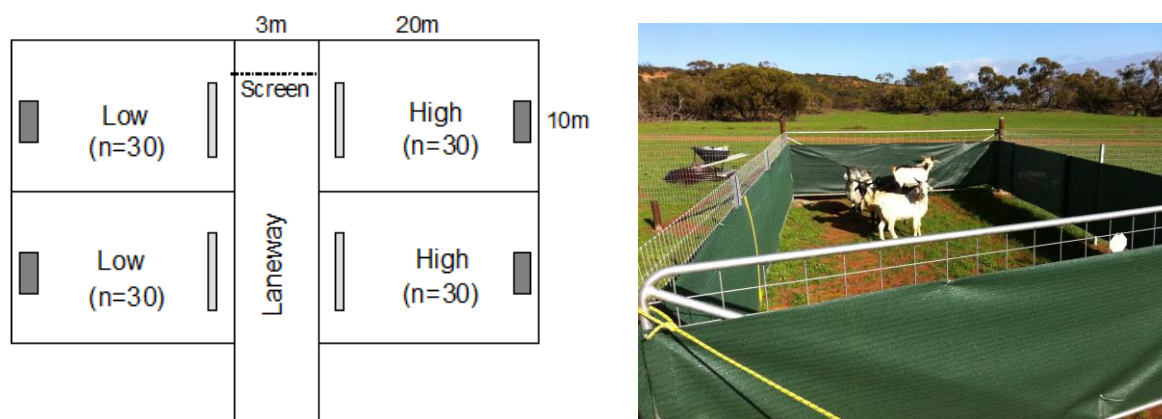 3m
20m
Screen
Low
(n=30)
High
(n=30)
10m
Low
(n=30)
Laneway
High
(n=30)